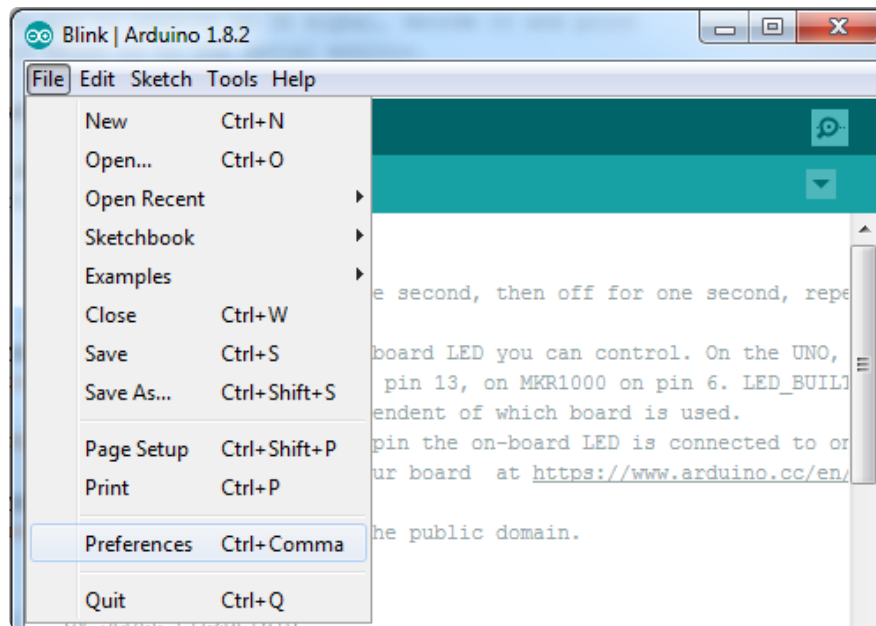 Blink | Arduino 1.8.2
File Edit Sketch Tools Help
New Ctrl+N
Open... Ctrl+O
Open Recent
Sketchbook
Examples
Close Ctrl+W
Save Ctrl+S
Save As... Ctrl+Shift+S
Page Setup Ctrl+Shift+P
Print Ctrl+P
Preferences Ctrl+Comma
Quit Ctrl+Q
e second, then off for one second, repe
board LED you can control. On the UNO,
pin 13, on MKR1000 on pin 6. LED_BUILT
endent of which board is used.
pin the on-board LED is connected to on
ur board at https://www.arduino.cc/en/
he public domain.